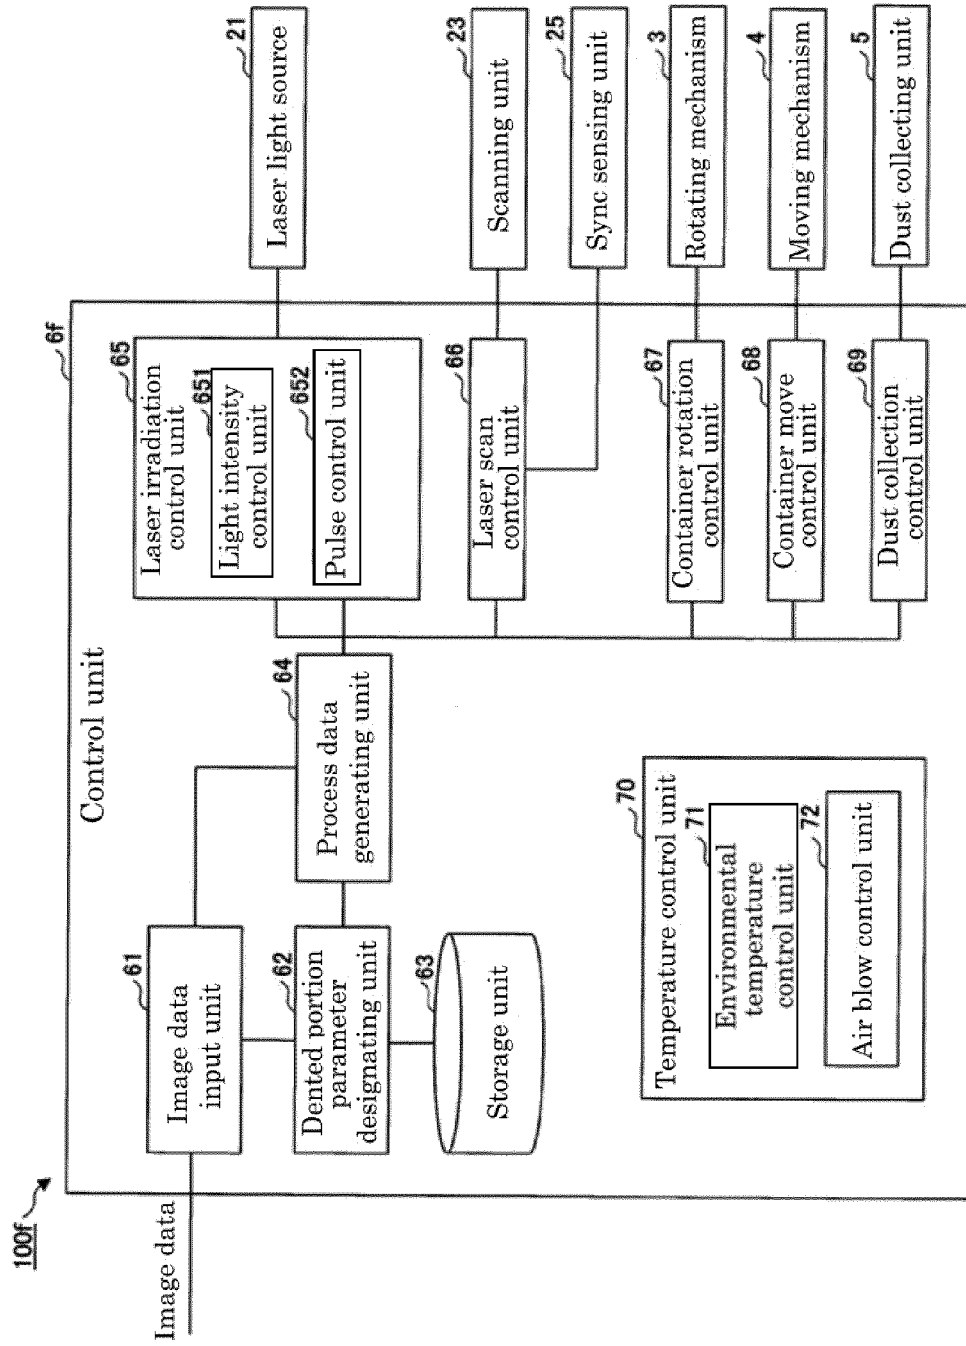 100f
Image data
6f
Control unit
61
Image data
input unit
62
Dented portion
parameter
designating unit
63
Storage unit
64
Process data
generating unit
65
Laser irradiation
control unit
651
Light intensity
control unit
652
Pulse control unit
66
Laser scan
control unit
67
Container rotation
control unit
68
Container move
control unit
69
Dust collection
control unit
70
Temperature control unit
71
Environmental
temperature
control unit
72
Air blow control unit
21
Laser light source
23
Scanning unit
25
Sync sensing unit
3
Rotating mechanism
4
Moving mechanism
5
Dust collecting unit